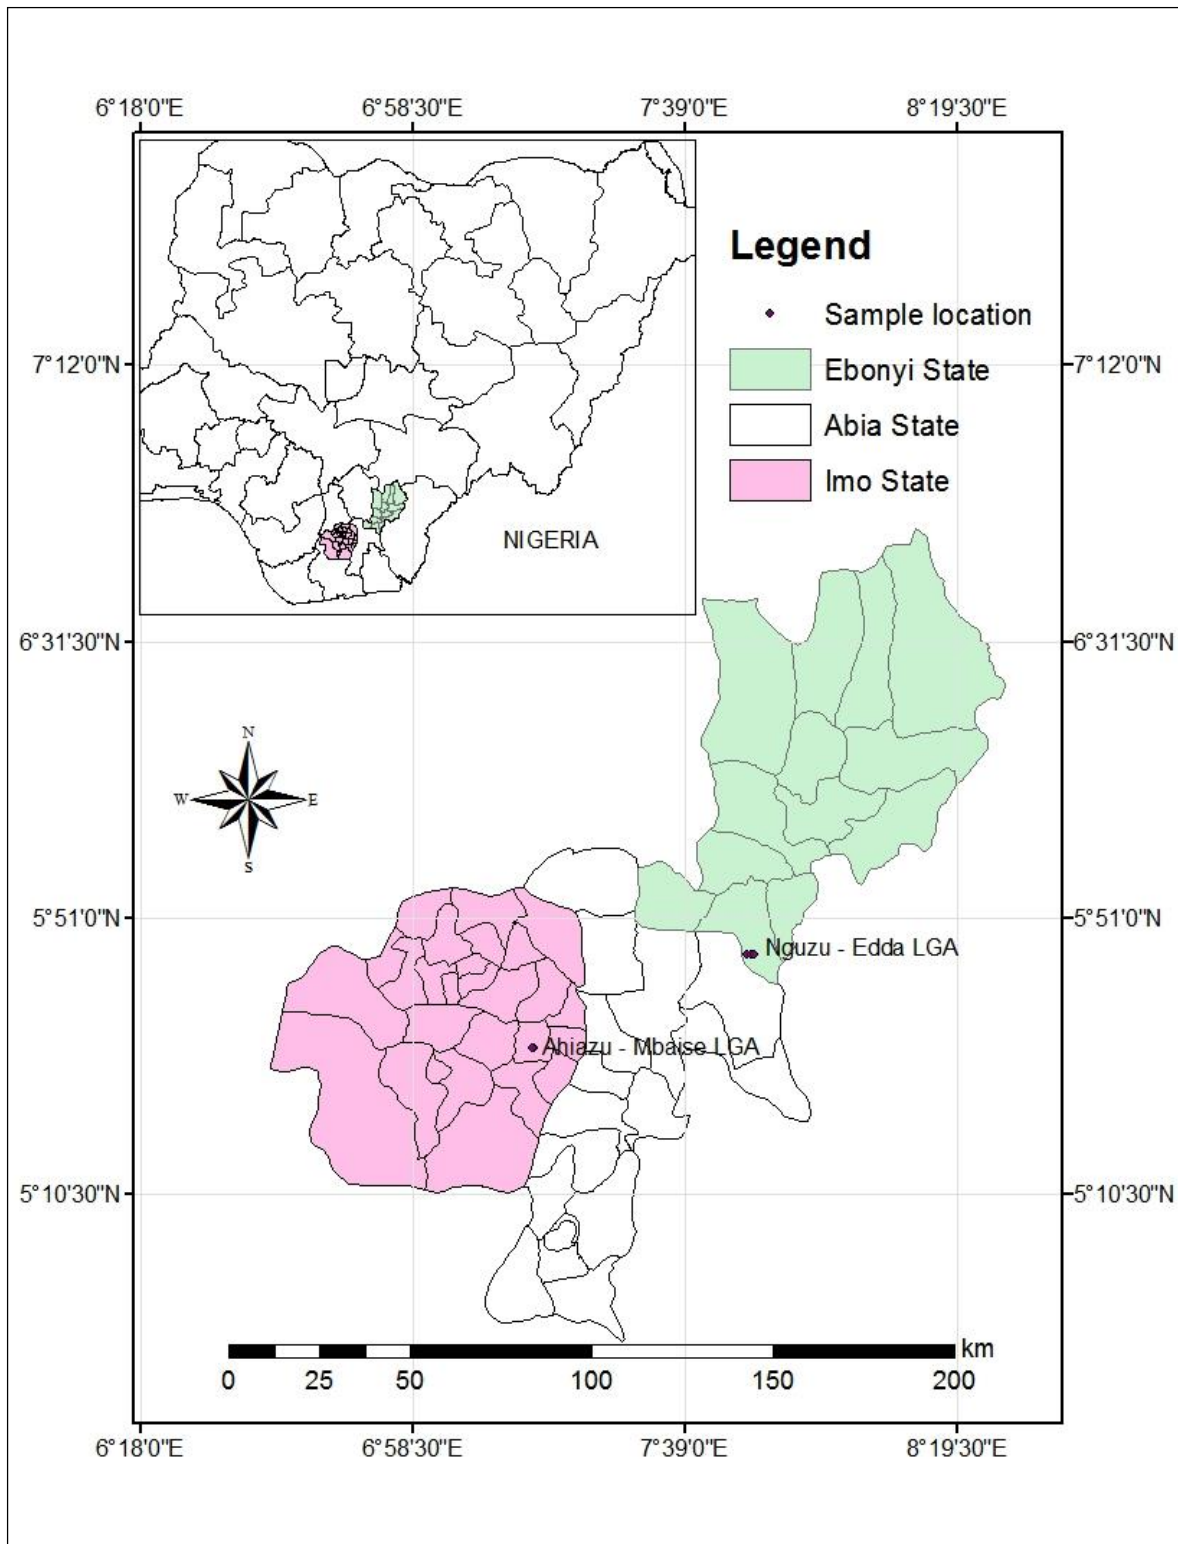 6°18'0"E 6°58'30"E 7°39'0"E 8°19'30"E
Legend
Sample location
7°12'0"N 7°12'0"N
Ebonyi State
Abia State
Imo State
NIGERIA
6°31'30"N 6°31'30"N
N
W E
S
5°51'0"N 5°51'0"N
Nguzu - Edda LGA
Ahiazu - Mbaise LGA
5°10'30"N 5°10'30"N
km
0 25 50 100 150 200
6°18'0"E 6°58'30"E 7°39'0"E 8°19'30"E